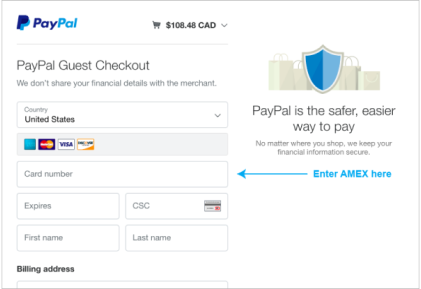 PayPal
$108.48 CAD
PayPal Guest Checkout
We don't share your financial details with the merchant.
Country
United States
VISA
Card number
Expires
CSC
First name
Last name
Billing address
PayPal is the safer, easier
way to pay
No matter where you shop, we keep your
financial information secure.
Enter AMEX here